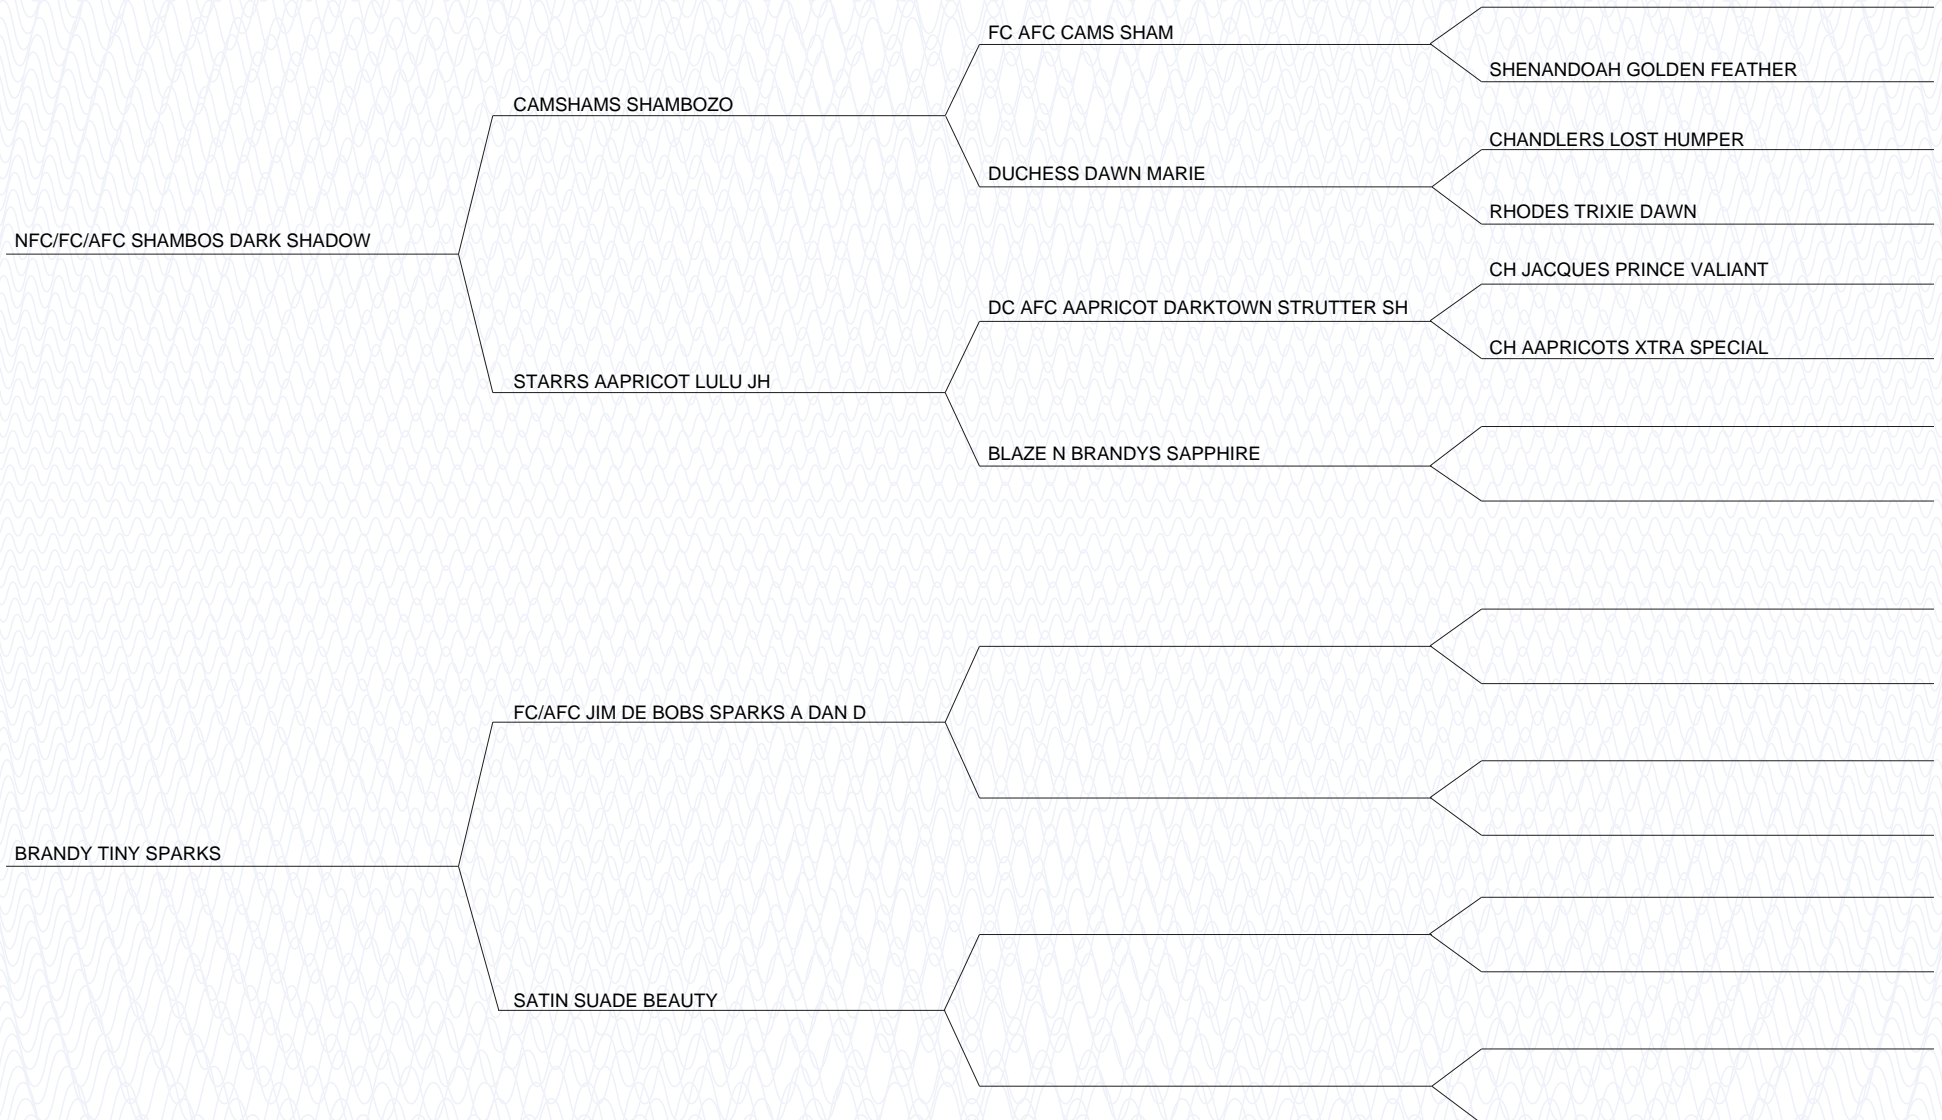 FC AFC CAMS SHAM
SHENANDOAH GOLDEN FEATHER
CAMSHAMS SHAMBOZO
CHANDLERS LOST HUMPER
DUCHESS DAWN MARIE
RHODES TRIXIE DAWN
NFC/FC/AFC SHAMBOS DARK SHADOW
CH JACQUES PRINCE VALIANT
DC AFC AAPRICOT DARKTOWN STRUTTER SH
CH AAPRICOTS XTRA SPECIAL
STARRS AAPRICOT LULU JH
BLAZE N BRANDYS SAPPHIRE
FC/AFC JIM DE BOBS SPARKS A DAN D
BRANDY TINY SPARKS
SATIN SUADE BEAUTY